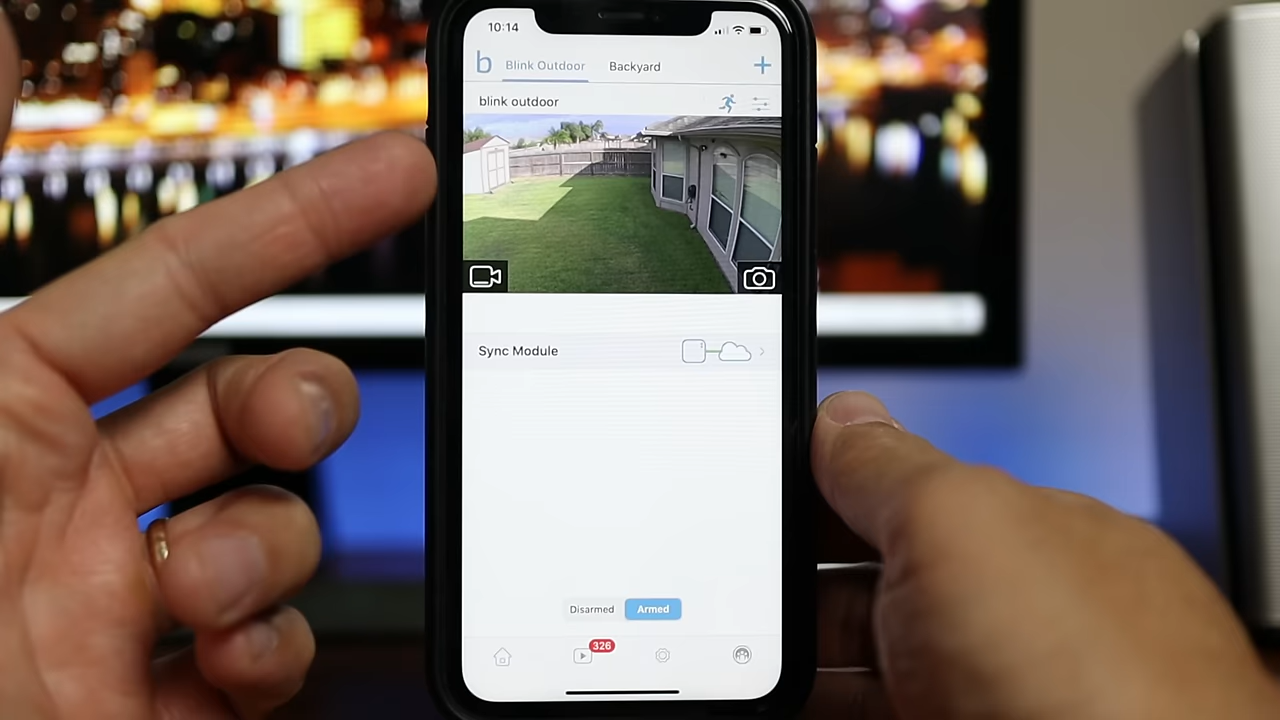 10:14
b Blink Outdoor Backyard +
blink outdoor
Sync Module
Disarmed Armed
326